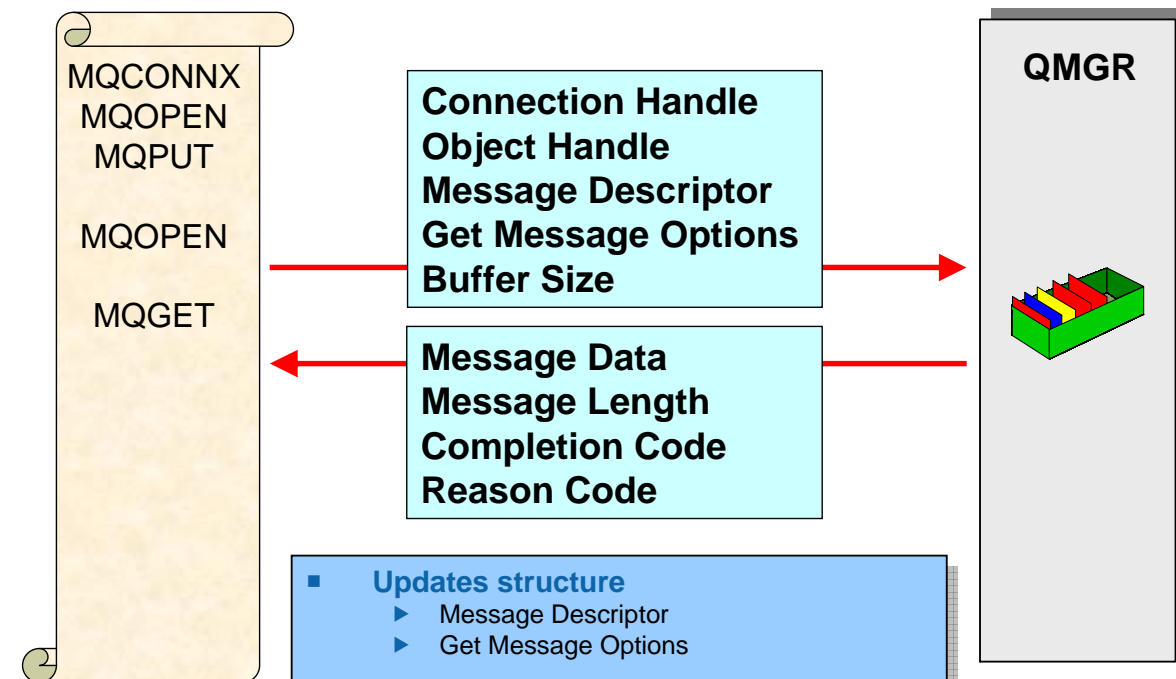 MQCONNX
MQOPEN
MQPUT
MQOPEN
MQGET
Connection Handle
Object Handle
Message Descriptor
Get Message Options
Buffer Size
Message Data
Message Length
Completion Code
Reason Code
QMGR
Updates structure
Message Descriptor
Get Message Options